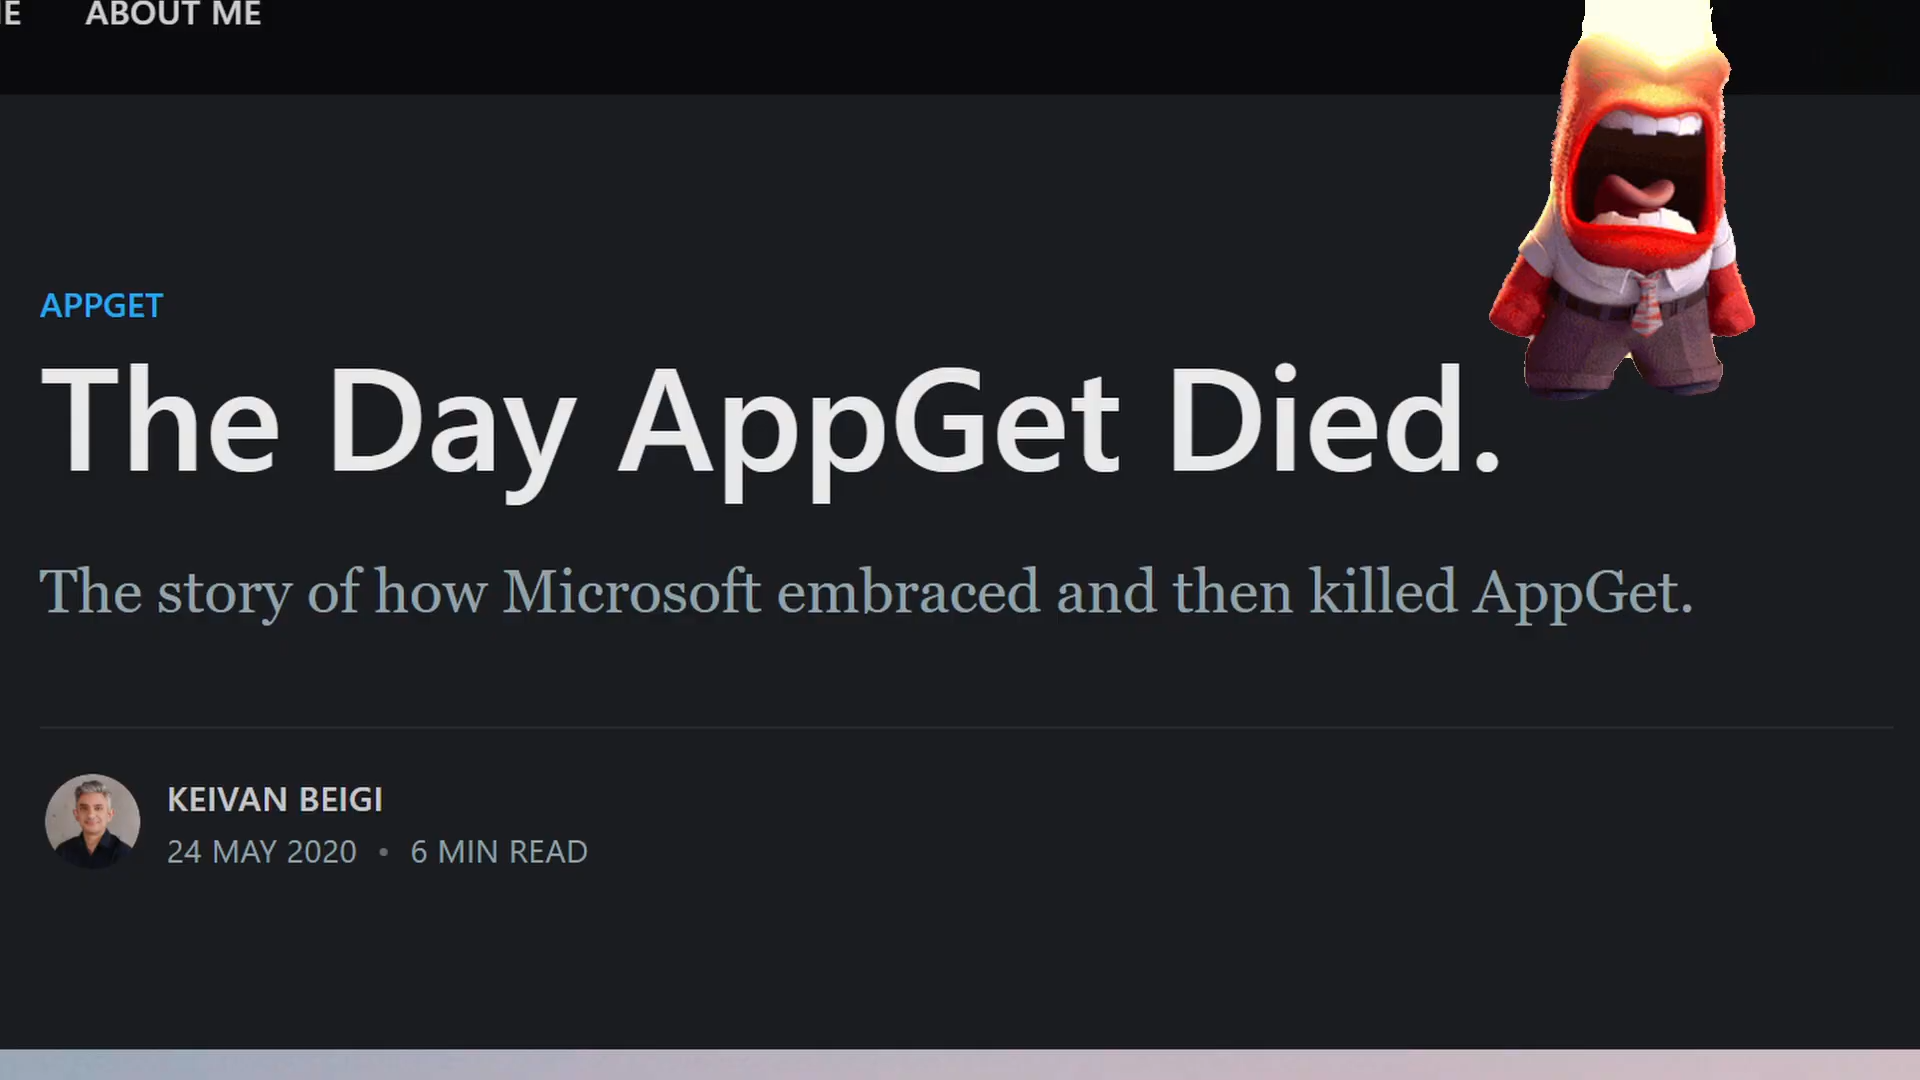 ABOUT ME
APPGET
The Day AppGet Died.
The story of how Microsoft embraced and then killed AppGet.
KEIVAN BEIGI
24 MAY 2020 • 6 MIN READ